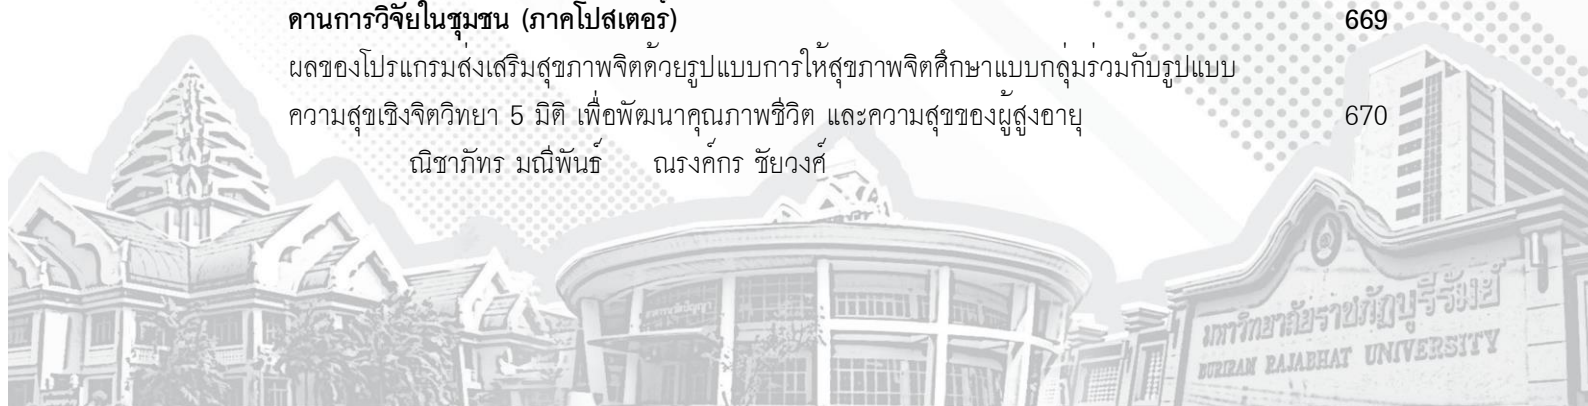 ด้านการวิจัยในชุมชน (ภาคโปสเตอร์) 669
ผลของโปรแกรมส่งเสริมสุขภาพจิตด้วยรูปแบบการให้สุขภาพจิตศึกษาแบบกลุ่มร่วมกับรูปแบบ
ความสุขเชิงจิตวิทยา 5 มิติ เพื่อพัฒนาคุณภาพชีวิต และความสุขของผู้สูงอายุ 670
ณิชาภัทร มณีพันธ์ ณรงค์กร ชัยวงศ์
มหาวิทยาลัยราชภัฏบุรีรัมย์
BURIRAM RAJABHAT UNIVERSITY